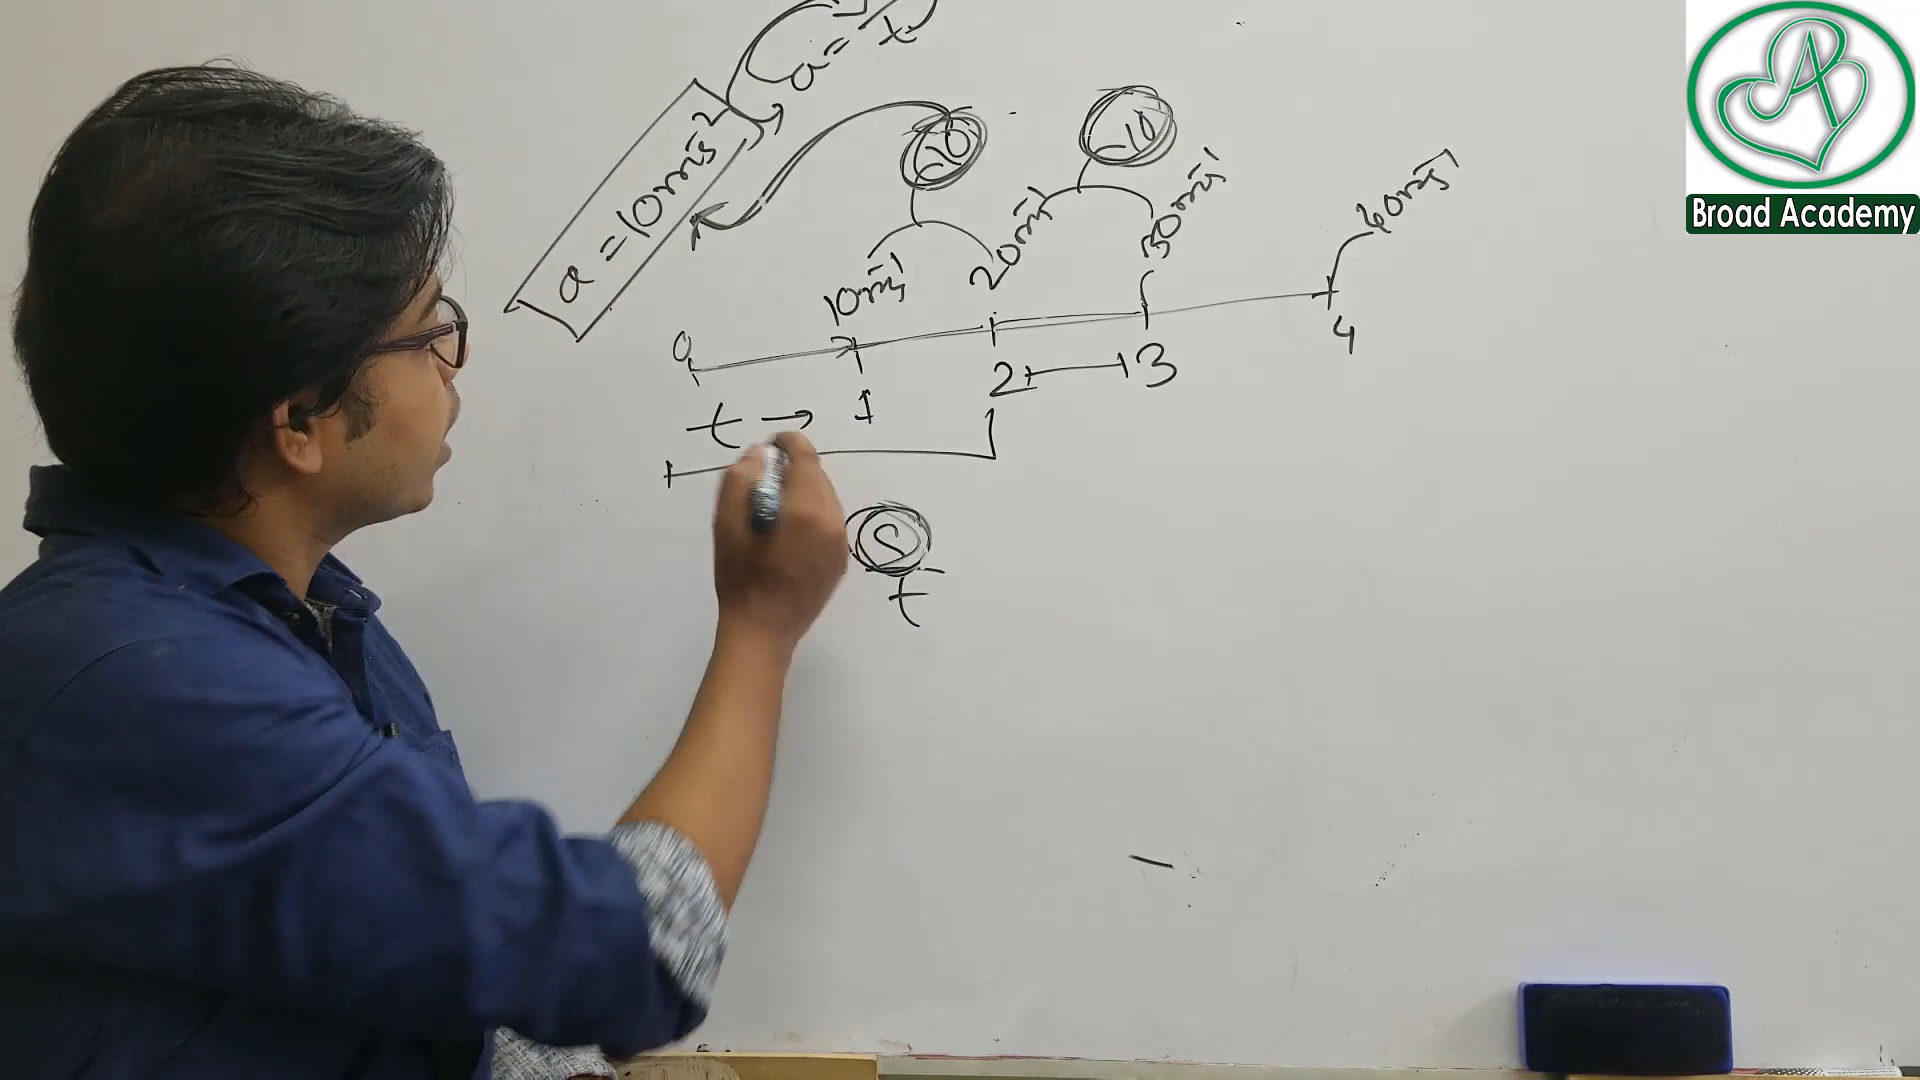 a = t
a = 10ms⁻²
10
10
10ms⁻¹
20ms⁻¹
30ms⁻¹
40ms⁻¹
0
1
2
3
4
t →
S
t
A
Broad Academy